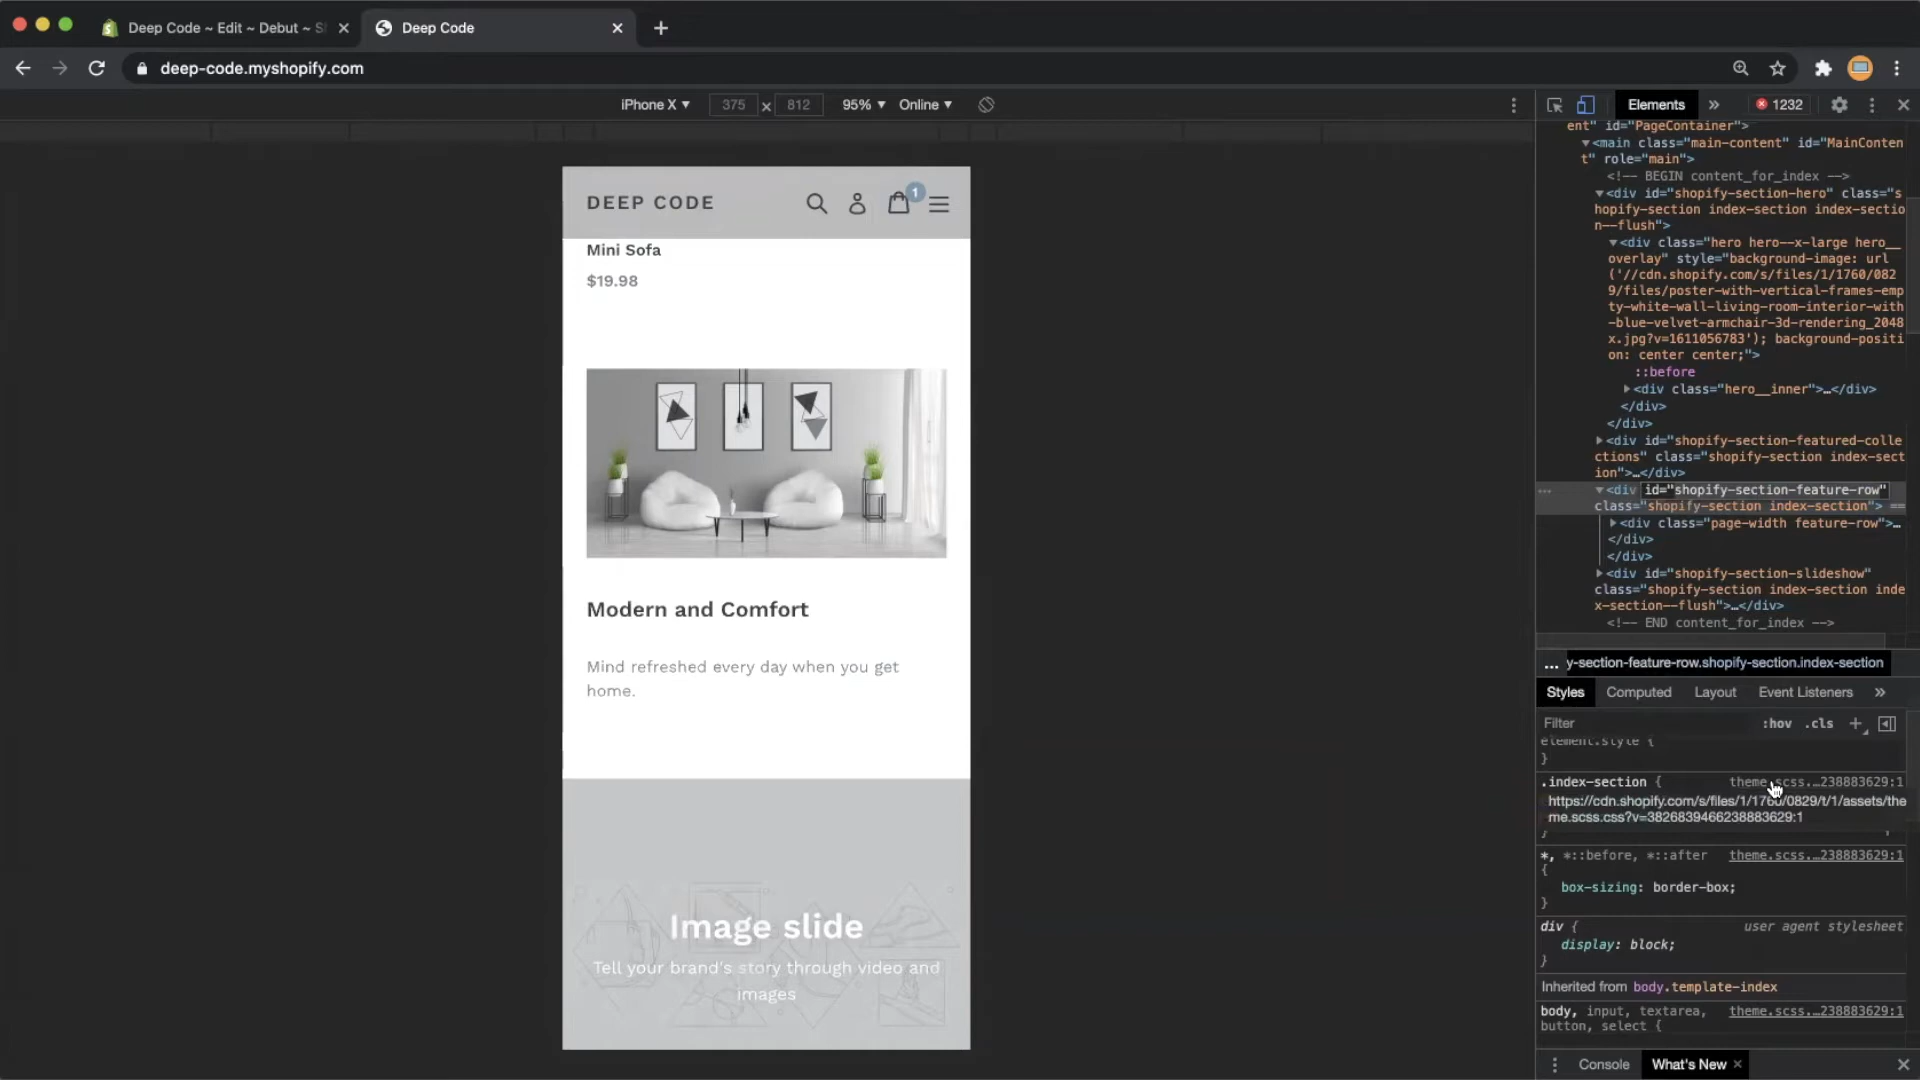 Deep Code ~ Edit ~ Debut ~ S
Deep Code
deep-code.myshopify.com
iPhone X ▼ 375 x 812 95% ▼ Online ▼
Elements » 1232
ent" id="PageContainer">
▼<main class="main-content" id="MainConten
t" role="main">
<!-- BEGIN content_for_index -->
▼<div id="shopify-section-hero" class="s
hopify-section index-section index-sectio
n--flush">
▼<div class="hero hero--x-large hero__
overlay" style="background-image: url
('//cdn.shopify.com/s/files/1/1760/082
9/files/poster-with-vertical-frames-emp
ty-white-wall-living-room-interior-with
-blue-velvet-armchair-3d-rendering_2048
x.jpg?v=1611056783'); background-positi
on: center center;">
::before
▶<div class="hero__inner">…</div>
</div>
</div>
▶<div id="shopify-section-featured-colle
ctions" class="shopify-section index-sect
ion">…</div>
▼<div id="shopify-section-feature-row"
class="shopify-section index-section"> ==
▶<div class="page-width feature-row">…
</div>
</div>
▶<div id="shopify-section-slideshow"
class="shopify-section index-section inde
x-section--flush">…</div>
<!-- END content_for_index -->
... y-section-feature-row.shopify-section.index-section
Styles Computed Layout Event Listeners »
Filter :hov .cls +
element.style {
}
.index-section { theme.scss.…238883629:1
https://cdn.shopify.com/s/files/1/1760/0829/t/1/assets/the
me.scss.css?v=3826839466238883629:1
}
*, *::before, *::after theme.scss.…238883629:1
{
box-sizing: border-box;
}
div { user agent stylesheet
display: block;
}
Inherited from body.template-index
body, input, textarea, theme.scss.…238883629:1
button, select {
Console What's New
DEEP CODE 1
Mini Sofa
$19.98
Modern and Comfort
Mind refreshed every day when you get
home.
Image slide
Tell your brand's story through video and
images